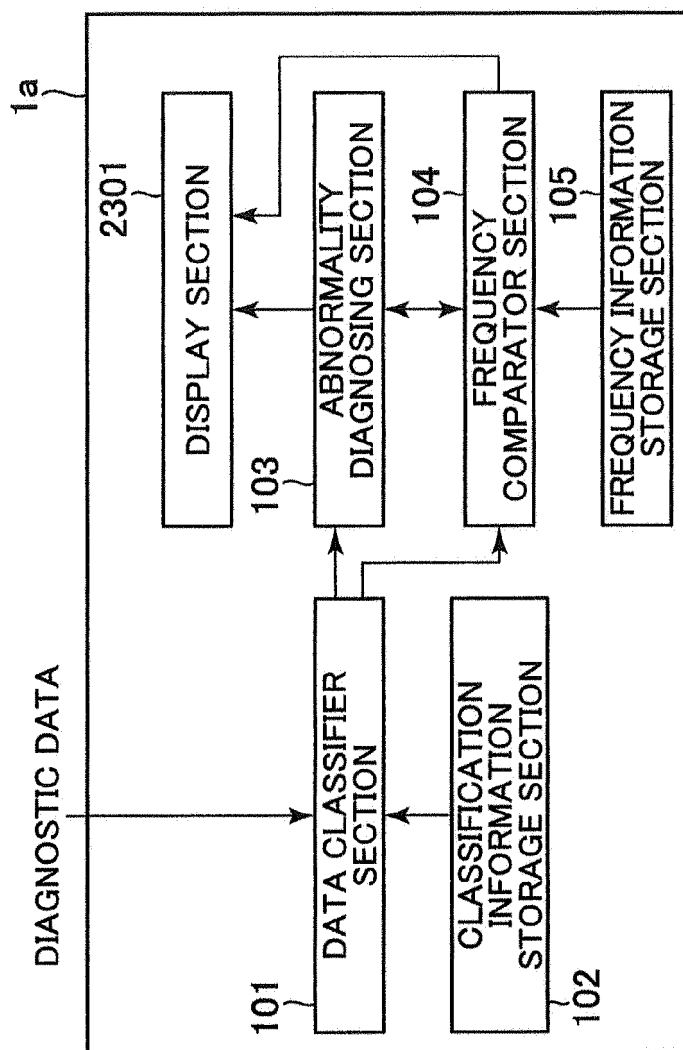 DIAGNOSTIC DATA
1a
101
DATA CLASSIFIER
SECTION
102
CLASSIFICATION
INFORMATION
STORAGE SECTION
2301
DISPLAY SECTION
103
ABNORMALITY
DIAGNOSING SECTION
104
FREQUENCY
COMPARATOR SECTION
105
FREQUENCY INFORMATION
STORAGE SECTION